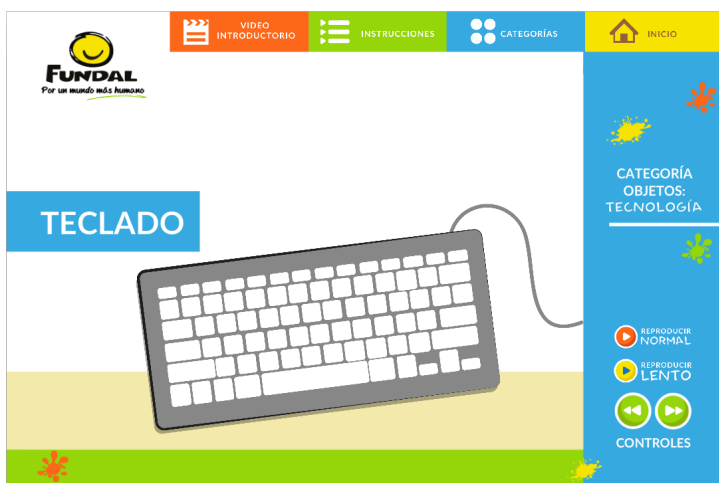 VIDEO
INTRODUCTORIO
INSTRUCCIONES
CATEGORÍAS
INICIO
FUNDAL
Por un mundo más humano
CATEGORÍA
OBJETOS:
TECNOLOGÍA
TECLADO
REPRODUCIR
NORMAL
REPRODUCIR
LENTO
CONTROLES